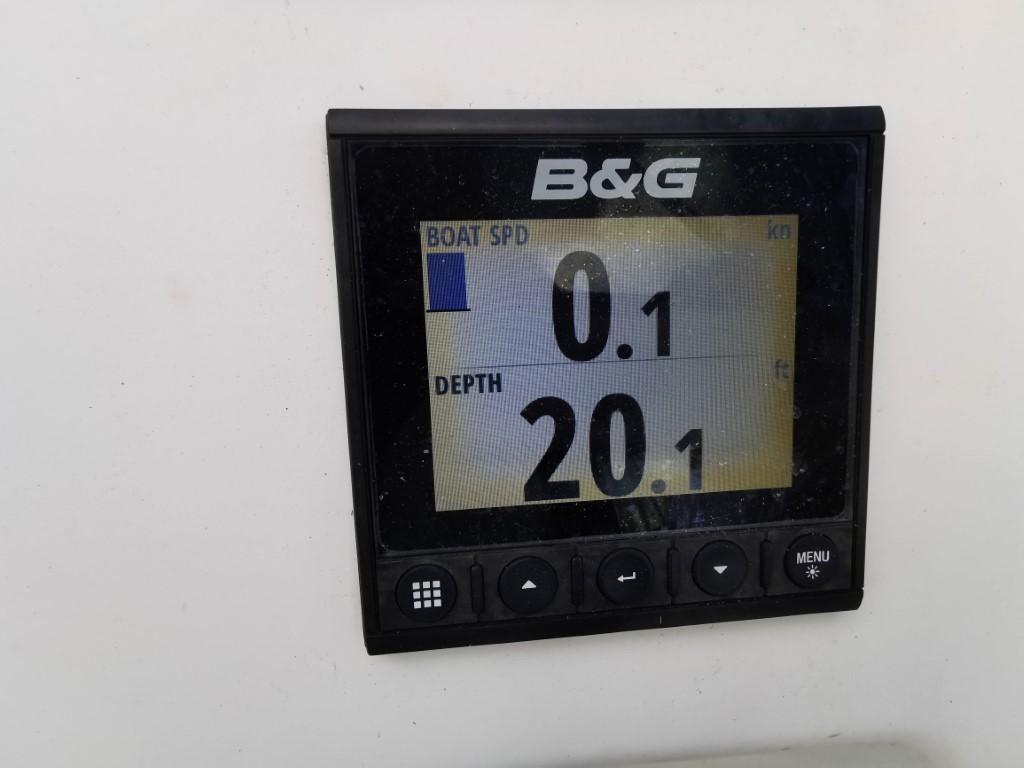 B&G
BOAT SPD kn
0.1
DEPTH ft
20.1
MENU